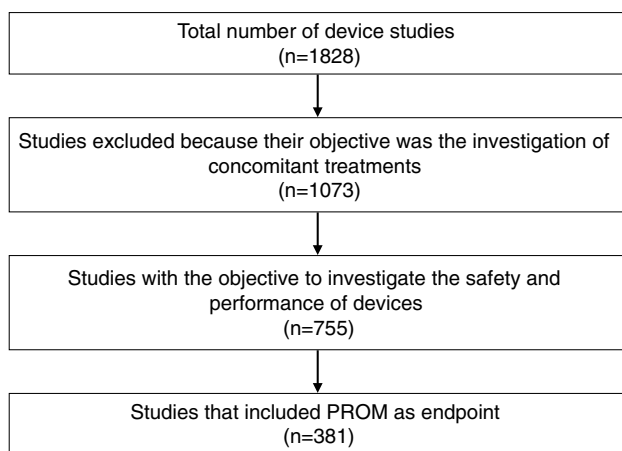 Total number of device studies
(n=1828)
Studies excluded because their objective was the investigation of
concomitant treatments
(n=1073)
Studies with the objective to investigate the safety and
performance of devices
(n=755)
Studies that included PROM as endpoint
(n=381)